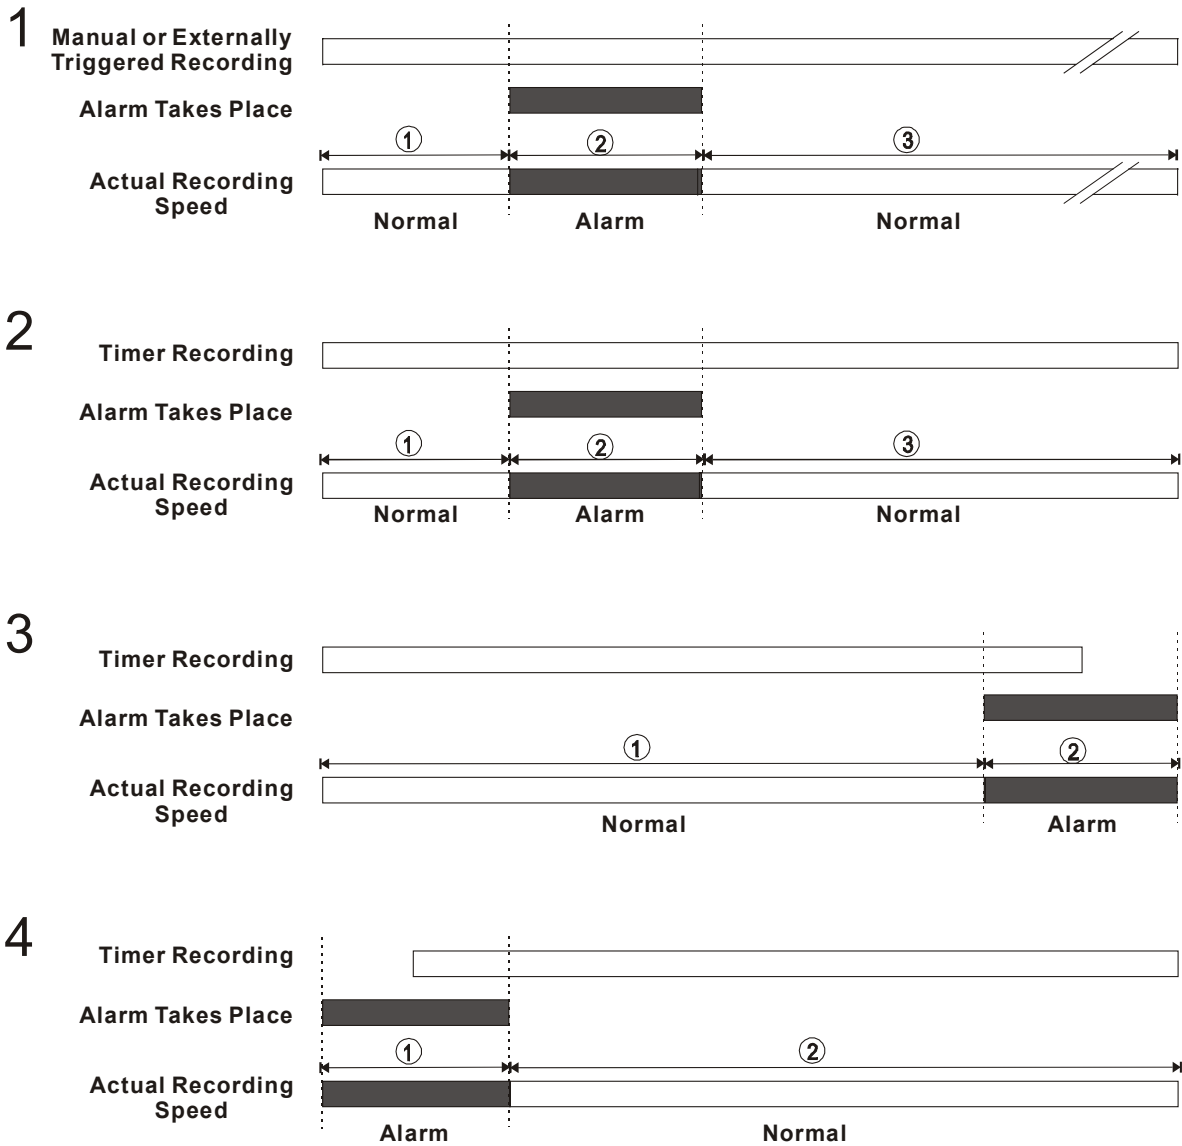 1
Manual or Externally
Triggered Recording
Alarm Takes Place
1 2 3
Actual Recording
Speed
Normal Alarm Normal
2
Timer Recording
Alarm Takes Place
1 2 3
Actual Recording
Speed
Normal Alarm Normal
3
Timer Recording
Alarm Takes Place
1 2
Actual Recording
Speed
Normal Alarm
4
Timer Recording
Alarm Takes Place
1 2
Actual Recording
Speed
Alarm Normal